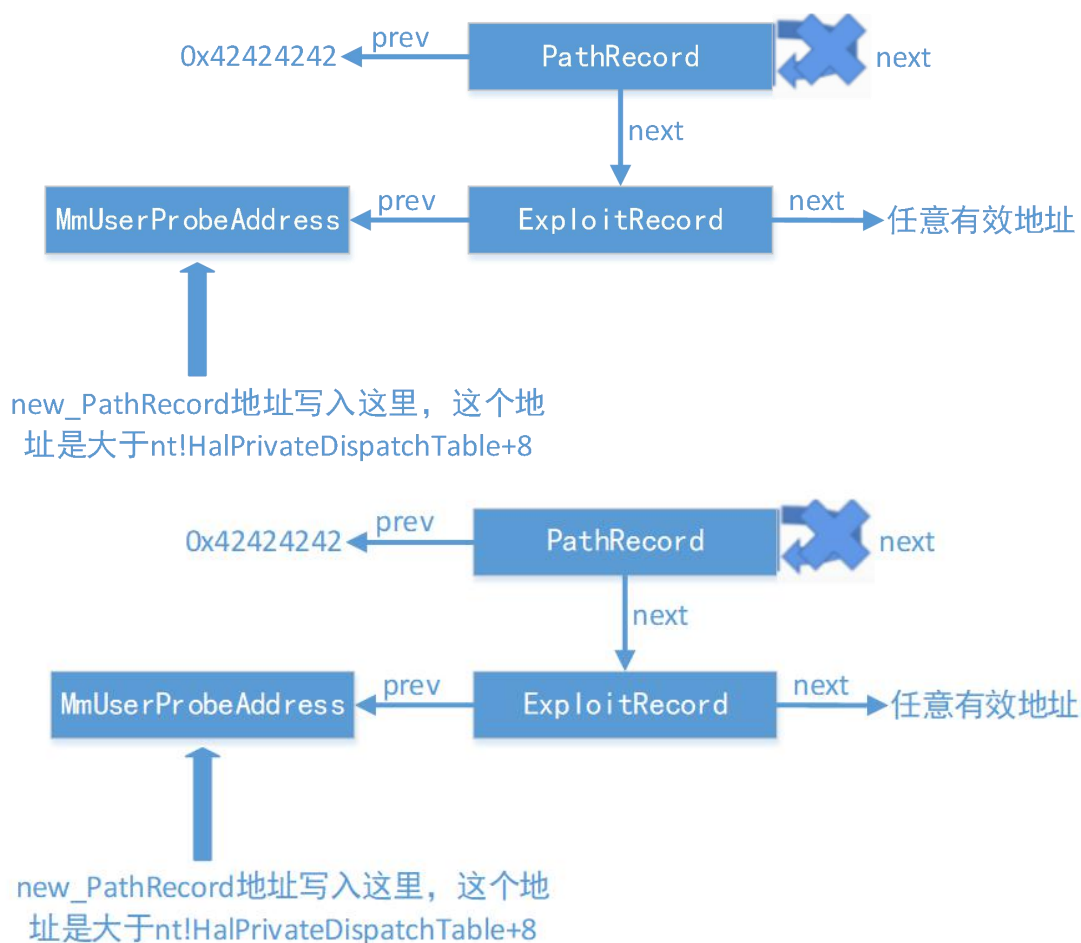 prev
0x42424242
PathRecord
next
next
MmUserProbeAddress
prev
ExploitRecord
next
任意有效地址
new_PathRecord地址写入这里，这个地
址是大于nt!HalPrivateDispatchTable+8
prev
0x42424242
PathRecord
next
next
MmUserProbeAddress
prev
ExploitRecord
next
任意有效地址
new_PathRecord地址写入这里，这个地
址是大于nt!HalPrivateDispatchTable+8